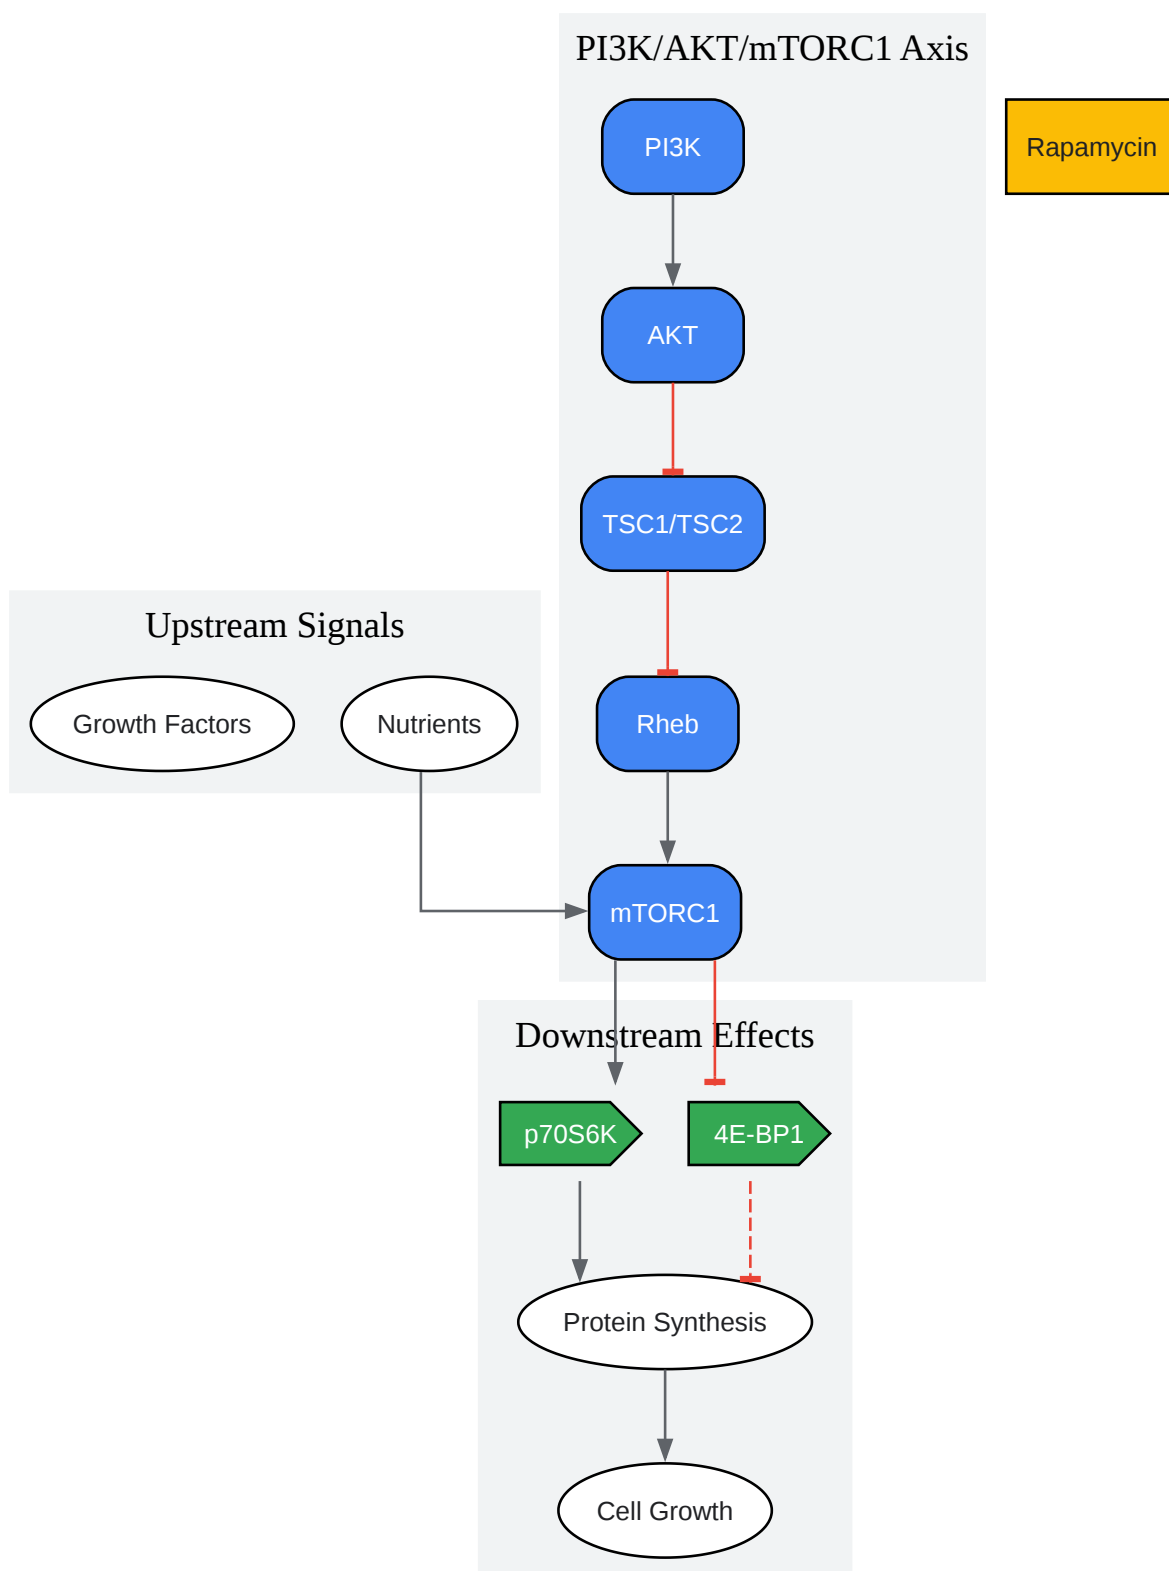 PI3K/AKT/mTORC1 Axis
PI3K
Rapamycin
AKT
TSC1/TSC2
Upstream Signals
Growth Factors
Nutrients
Rheb
mTORC1
Downstream Effects
p70S6K
4E-BP1
Protein Synthesis
Cell Growth